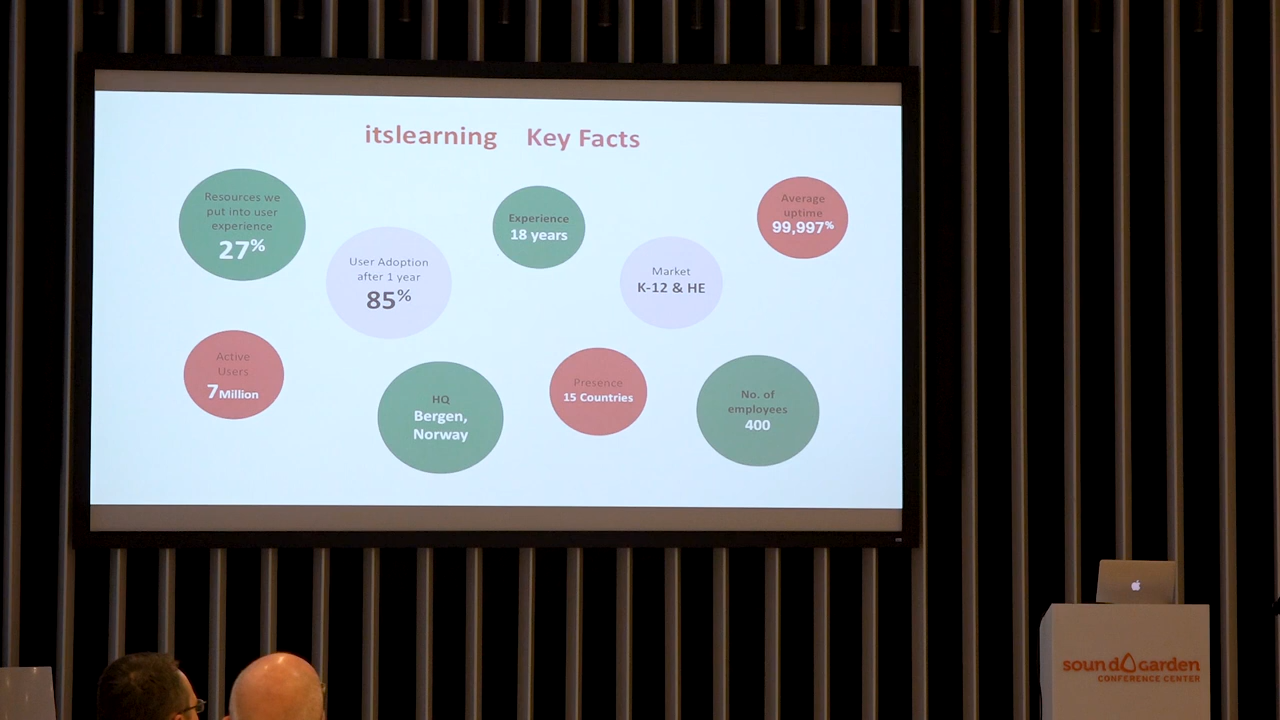 itslearning Key Facts
Resources we
put into user
experience
27%
User Adoption
after 1 year
85%
Experience
18 years
Market
K-12 & HE
Average
uptime
99,997%
Active
Users
7 Million
HQ
Bergen,
Norway
Presence
15 Countries
No. of
employees
400
soundgarden
CONFERENCE CENTER